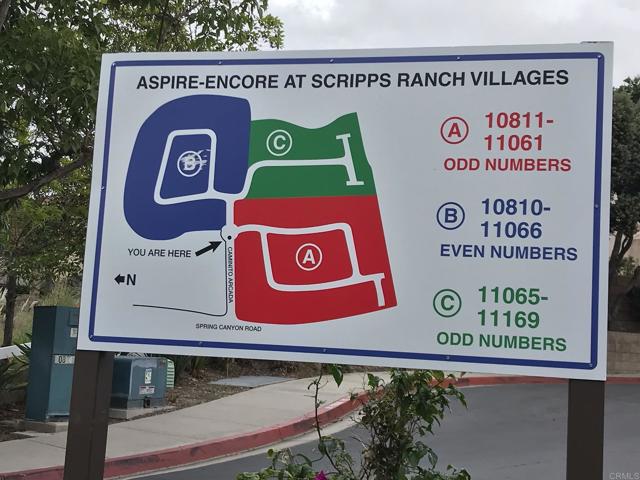 ASPIRE-ENCORE AT SCRIPPS RANCH VILLAGES
B
C
A
YOU ARE HERE
CAMINITO ARCADA
N
SPRING CANYON ROAD
A
10811-
11061
ODD NUMBERS
B
10810-
11066
EVEN NUMBERS
C
11065-
11169
ODD NUMBERS
CRMLS